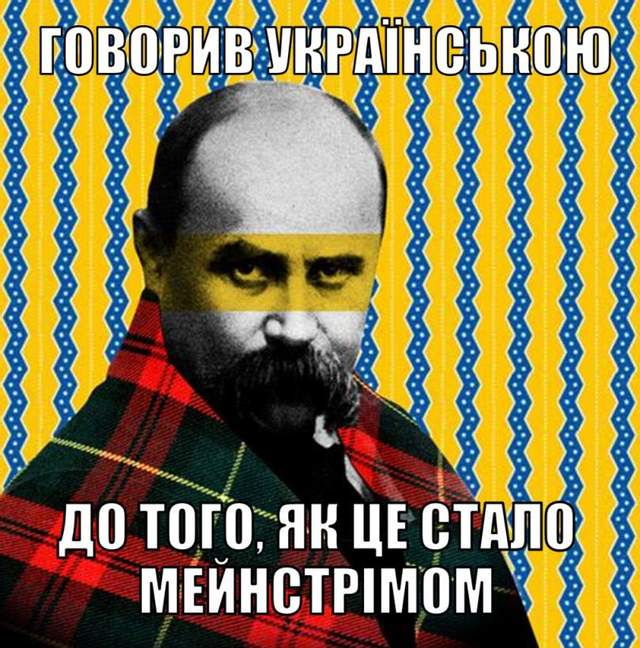 ГОВОРИВ УКРАЇНСЬКОЮ
ДО ТОГО, ЯК ЦЕ СТАЛО
МЕЙНСТРІМОМ